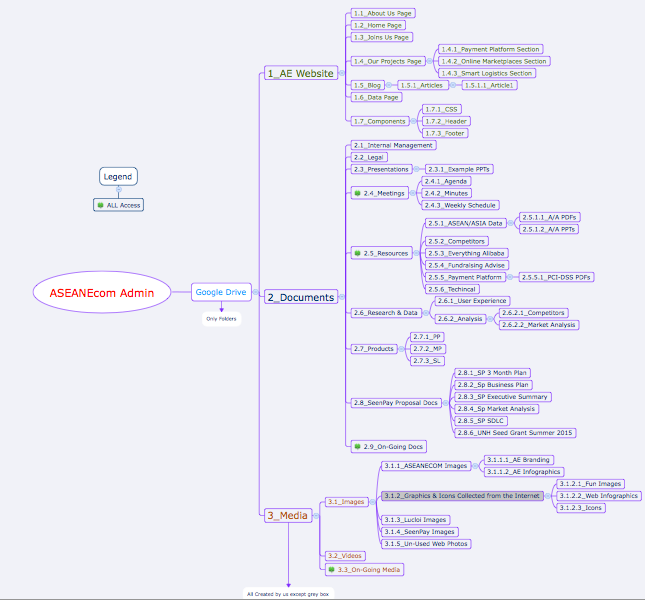 Legend
ALL Access
ASEANEcom Admin
Google Drive
Only Folders
1_AE Website
1.1_About Us Page
1.2_Home Page
1.3_Joins Us Page
1.4_Our Projects Page
1.4.1_Payment Platform Section
1.4.2_Online Marketplaces Section
1.4.3_Smart Logistics Section
1.5_Blog
1.5.1_Articles
1.5.1.1_Article1
1.6_Data Page
1.7_Components
1.7.1_CSS
1.7.2_Header
1.7.3_Footer
2_Documents
2.1_Internal Management
2.2_Legal
2.3_Presentations
2.3.1_Example PPTs
2.4_Meetings
2.4.1_Agenda
2.4.2_Minutes
2.4.3_Weekly Schedule
2.5_Resources
2.5.1_ASEAN/ASIA Data
2.5.1.1_A/A PDFs
2.5.1.2_A/A PPTs
2.5.2_Competitors
2.5.3_Everything Alibaba
2.5.4_Fundraising Advise
2.5.5_Payment Platform
2.5.5.1_PCI-DSS PDFs
2.5.6_Techincal
2.6_Research & Data
2.6.1_User Experience
2.6.2_Analysis
2.6.2.1_Competitors
2.6.2.2_Market Analysis
2.7_Products
2.7.1_PP
2.7.2_MP
2.7.3_SL
2.8_SeenPay Proposal Docs
2.8.1_SP 3 Month Plan
2.8.2_Sp Business Plan
2.8.3_SP Executive Summary
2.8.4_Sp Market Analysis
2.8.5_SP SDLC
2.8.6_UNH Seed Grant Summer 2015
2.9_On-Going Docs
3_Media
3.1_Images
3.1.1_ASEANECOM Images
3.1.1.1_AE Branding
3.1.1.2_AE Infographics
3.1.2_Graphics & Icons Collected from the Internet
3.1.2.1_Fun Images
3.1.2.2_Web Infographics
3.1.2.3_Icons
3.1.3_Lucloi Images
3.1.4_SeenPay Images
3.1.5_Un-Used Web Photos
3.2_Videos
3.3_On-Going Media
All Created by us except grey box